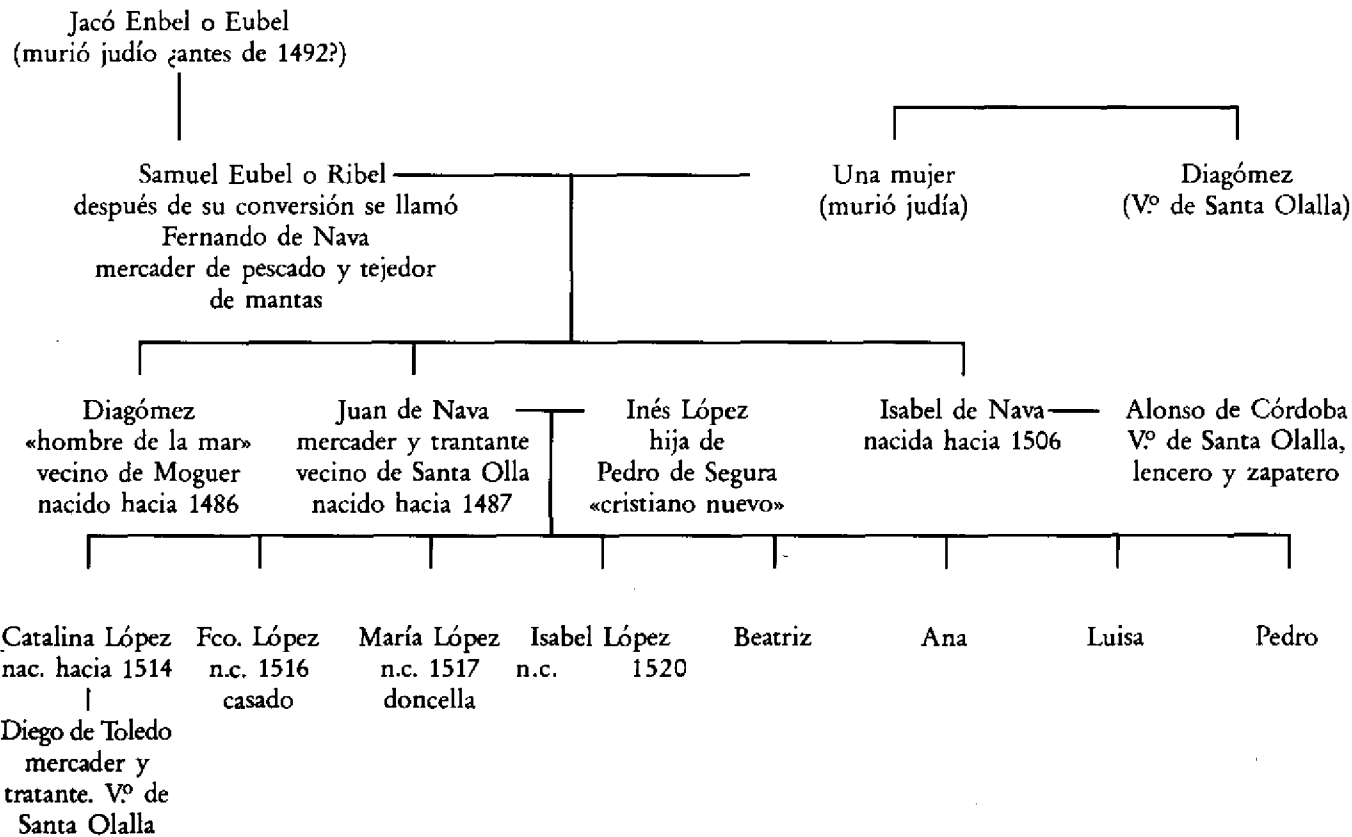 Jacó Enbel o Eubel
(murió judío ¿antes de 1492?)
Samuel Eubel o Ribel
después de su conversión se llamó
Fernando de Nava
mercader de pescado y tejedor
de mantas
Una mujer
(murió judía)
Diagómez
(V.º de Santa Olalla)
Diagómez
«hombre de la mar»
vecino de Moguer
nacido hacia 1486
Juan de Nava
mercader y trantante
vecino de Santa Olla
nacido hacia 1487
Inés López
hija de
Pedro de Segura
«cristiano nuevo»
Isabel de Nava
nacida hacia 1506
Alonso de Córdoba
V.º de Santa Olalla,
lencero y zapatero
Catalina López
nac. hacia 1514
Diego de Toledo
mercader y
tratante. V.º de
Santa Olalla
Fco. López
n.c. 1516
casado
María López
n.c. 1517
doncella
Isabel López
n.c. 1520
Beatriz
Ana
Luisa
Pedro